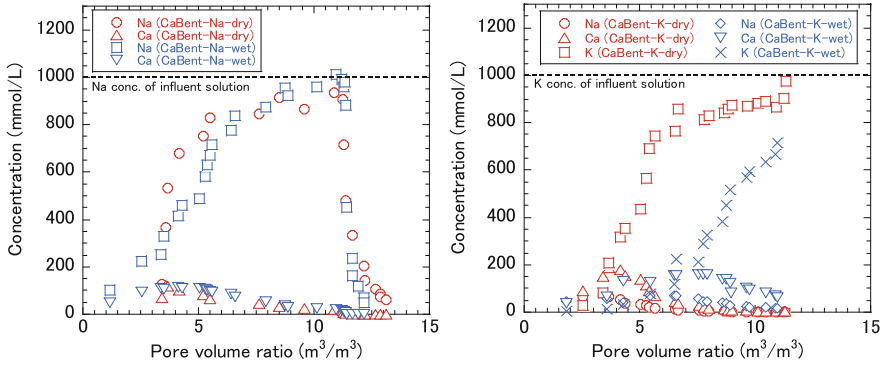 1200
1000
800
600
400
200
0
0
5
10
15
Concentration (mmol/L)
Pore volume ratio (m³/m³)
Na (CaBent-Na-dry)
Ca (CaBent-Na-dry)
Na (CaBent-Na-wet)
Ca (CaBent-Na-wet)
Na conc. of influent solution
1200
1000
800
600
400
200
0
0
5
10
15
Concentration (mmol/L)
Pore volume ratio (m³/m³)
Na (CaBent-K-dry)
Ca (CaBent-K-dry)
K (CaBent-K-dry)
Na (CaBent-K-wet)
Ca (CaBent-K-wet)
K (CaBent-K-wet)
K conc. of influent solution